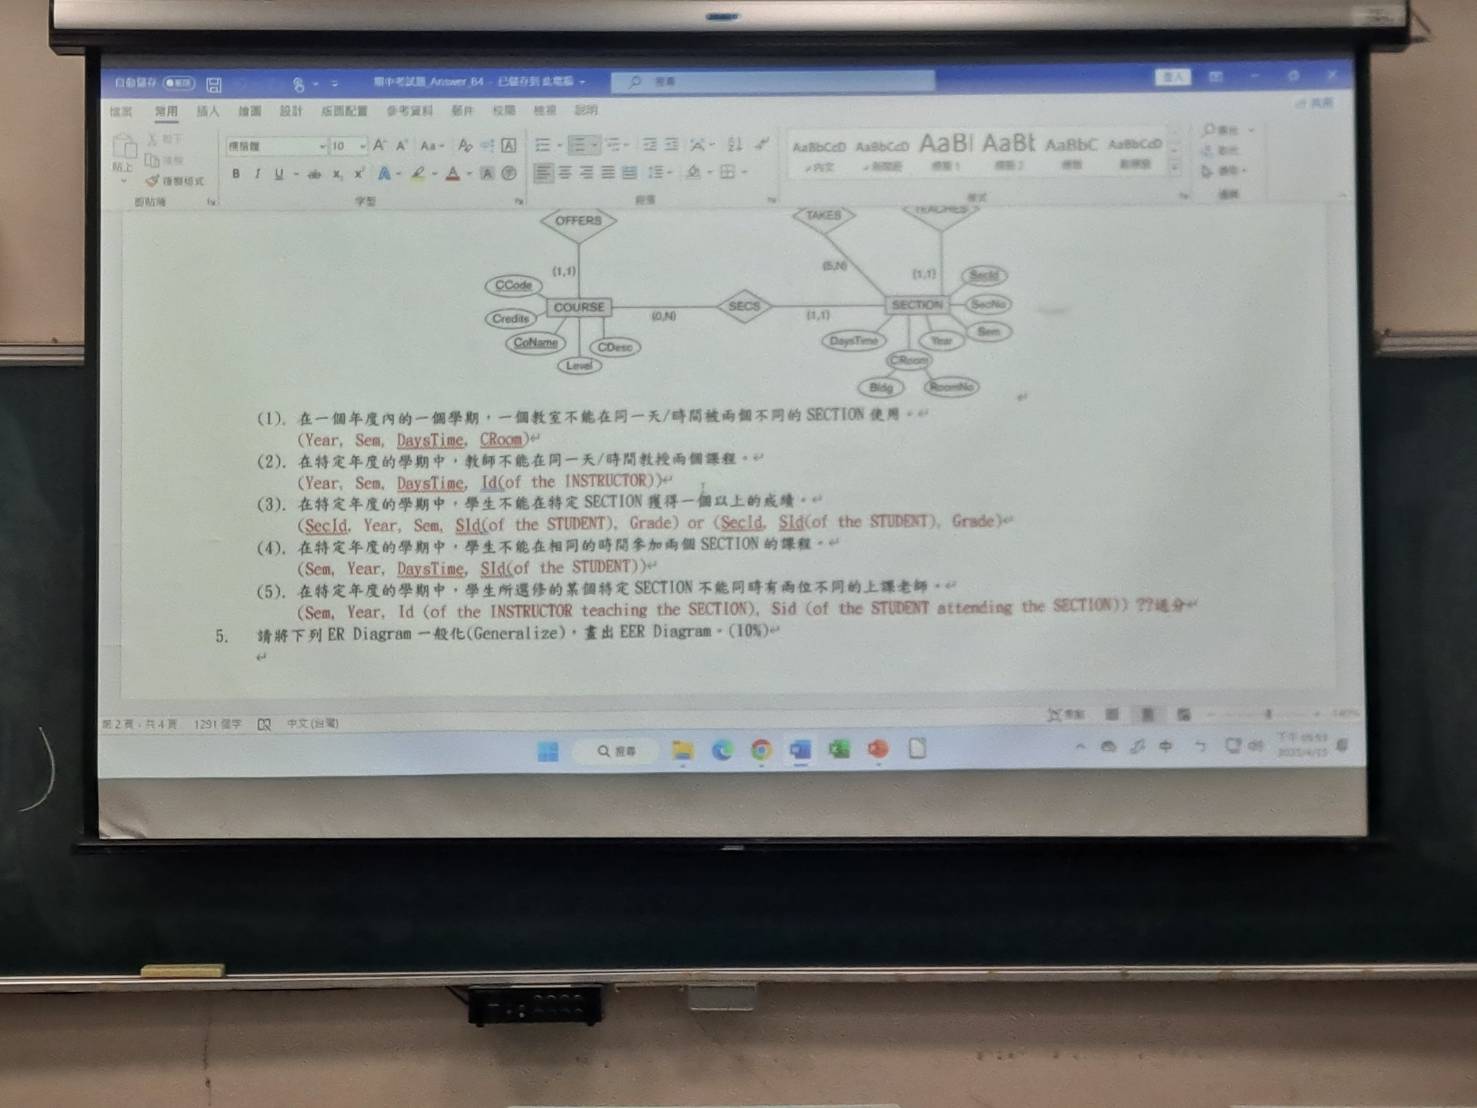 自動儲存
期中考試題_Answer_B4 - 已儲存到 此電腦
搜尋
登入
檔案 常用 插入 繪圖 設計 版面配置 參考資料 郵件 校閱 檢視 說明
共用
貼上
剪下
複製格式
標楷體 10
B I U ab
AaBbCcD AaBbCcD AaBl AaBt AaBbC AaBbCcD
內文 標題 1 標題 2 標題 副標題
剪貼簿 字型 段落 樣式 編輯
OFFERS TAKES TEACHES
(1,1) (5,N) (1,1)
SecId
CCode
COURSE SECS SECTION SecNo
Credits (0,N) (1,1)
CoName CDesc DaysTime Year Sem
Level CRoom
Bldg RoomNo
(1). 在一個年度內的一個學期，一個教室不能在同一天/時間被兩個不同的 SECTION 使用。
(Year, Sem, DaysTime, CRoom)
(2). 在特定年度的學期中，教師不能在同一天/時間教授兩個課程。
(Year, Sem, DaysTime, Id(of the INSTRUCTOR))
(3). 在特定年度的學期中，學生不能在特定 SECTION 獲得一個以上的成績。
(SecId, Year, Sem, SId(of the STUDENT), Grade) or (SecId, SId(of the STUDENT), Grade)
(4). 在特定年度的學期中，學生不能在相同的時間參加兩個 SECTION 的課程。
(Sem, Year, DaysTime, SId(of the STUDENT))
(5). 在特定年度的學期中，學生所選修的某個特定 SECTION 不能同時有兩位不同的上課老師。
(Sem, Year, Id (of the INSTRUCTOR teaching the SECTION), Sid (of the STUDENT attending the SECTION)) ??送分
5. 請將下列 ER Diagram 一般化(Generalize)，畫出 EER Diagram。(10%)
第 2 頁，共 4 頁 1291 個字 中文 (台灣)
搜尋
中